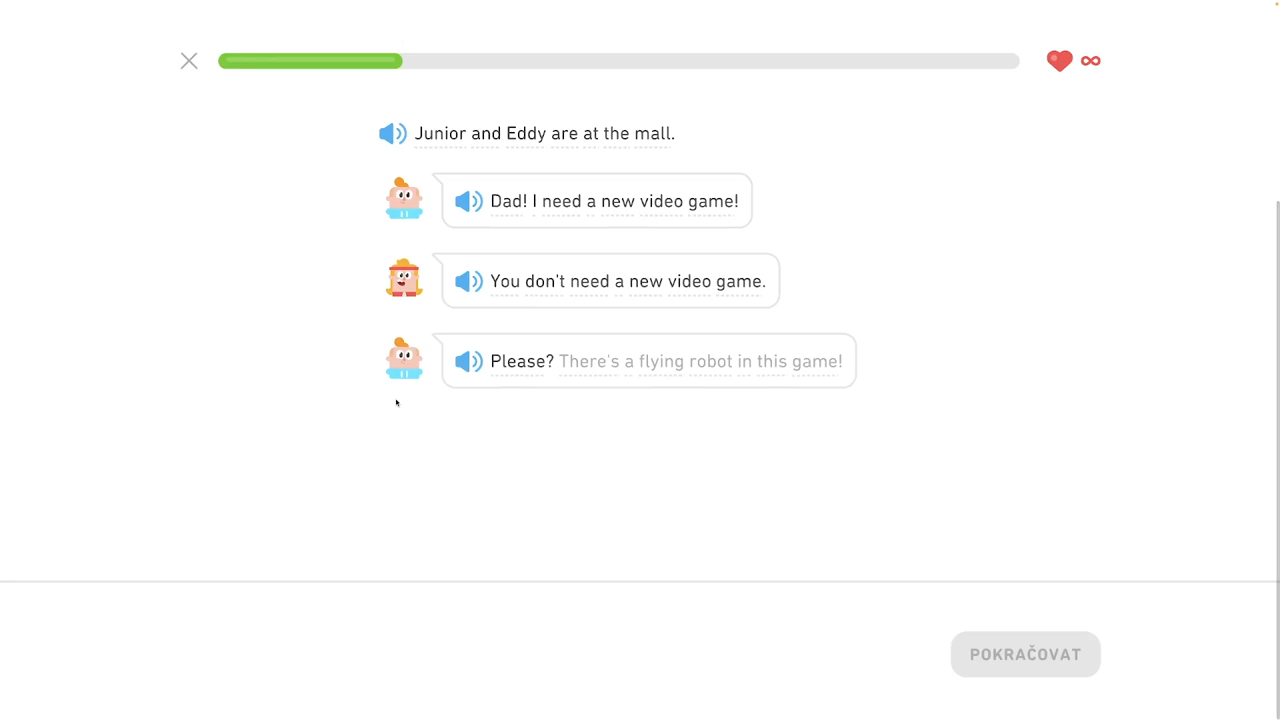 Junior and Eddy are at the mall.
Dad! I need a new video game!
You don't need a new video game.
Please? There's a flying robot in this game!
POKRAČOVAT